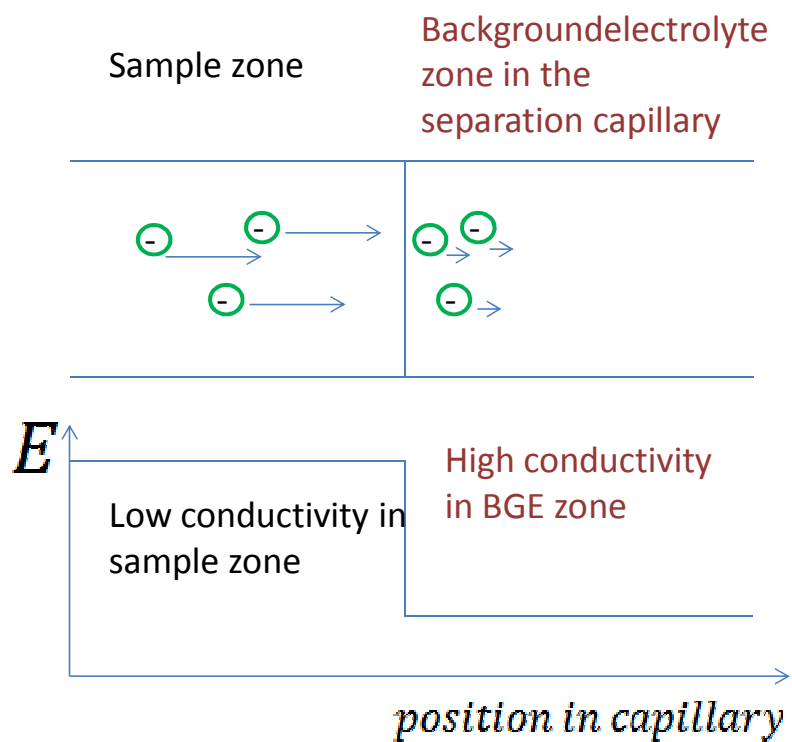 Sample zone
Backgroundelectrolyte
zone in the
separation capillary
-
-
-
-
-
-
E
Low conductivity in
sample zone
High conductivity
in BGE zone
position in capillary